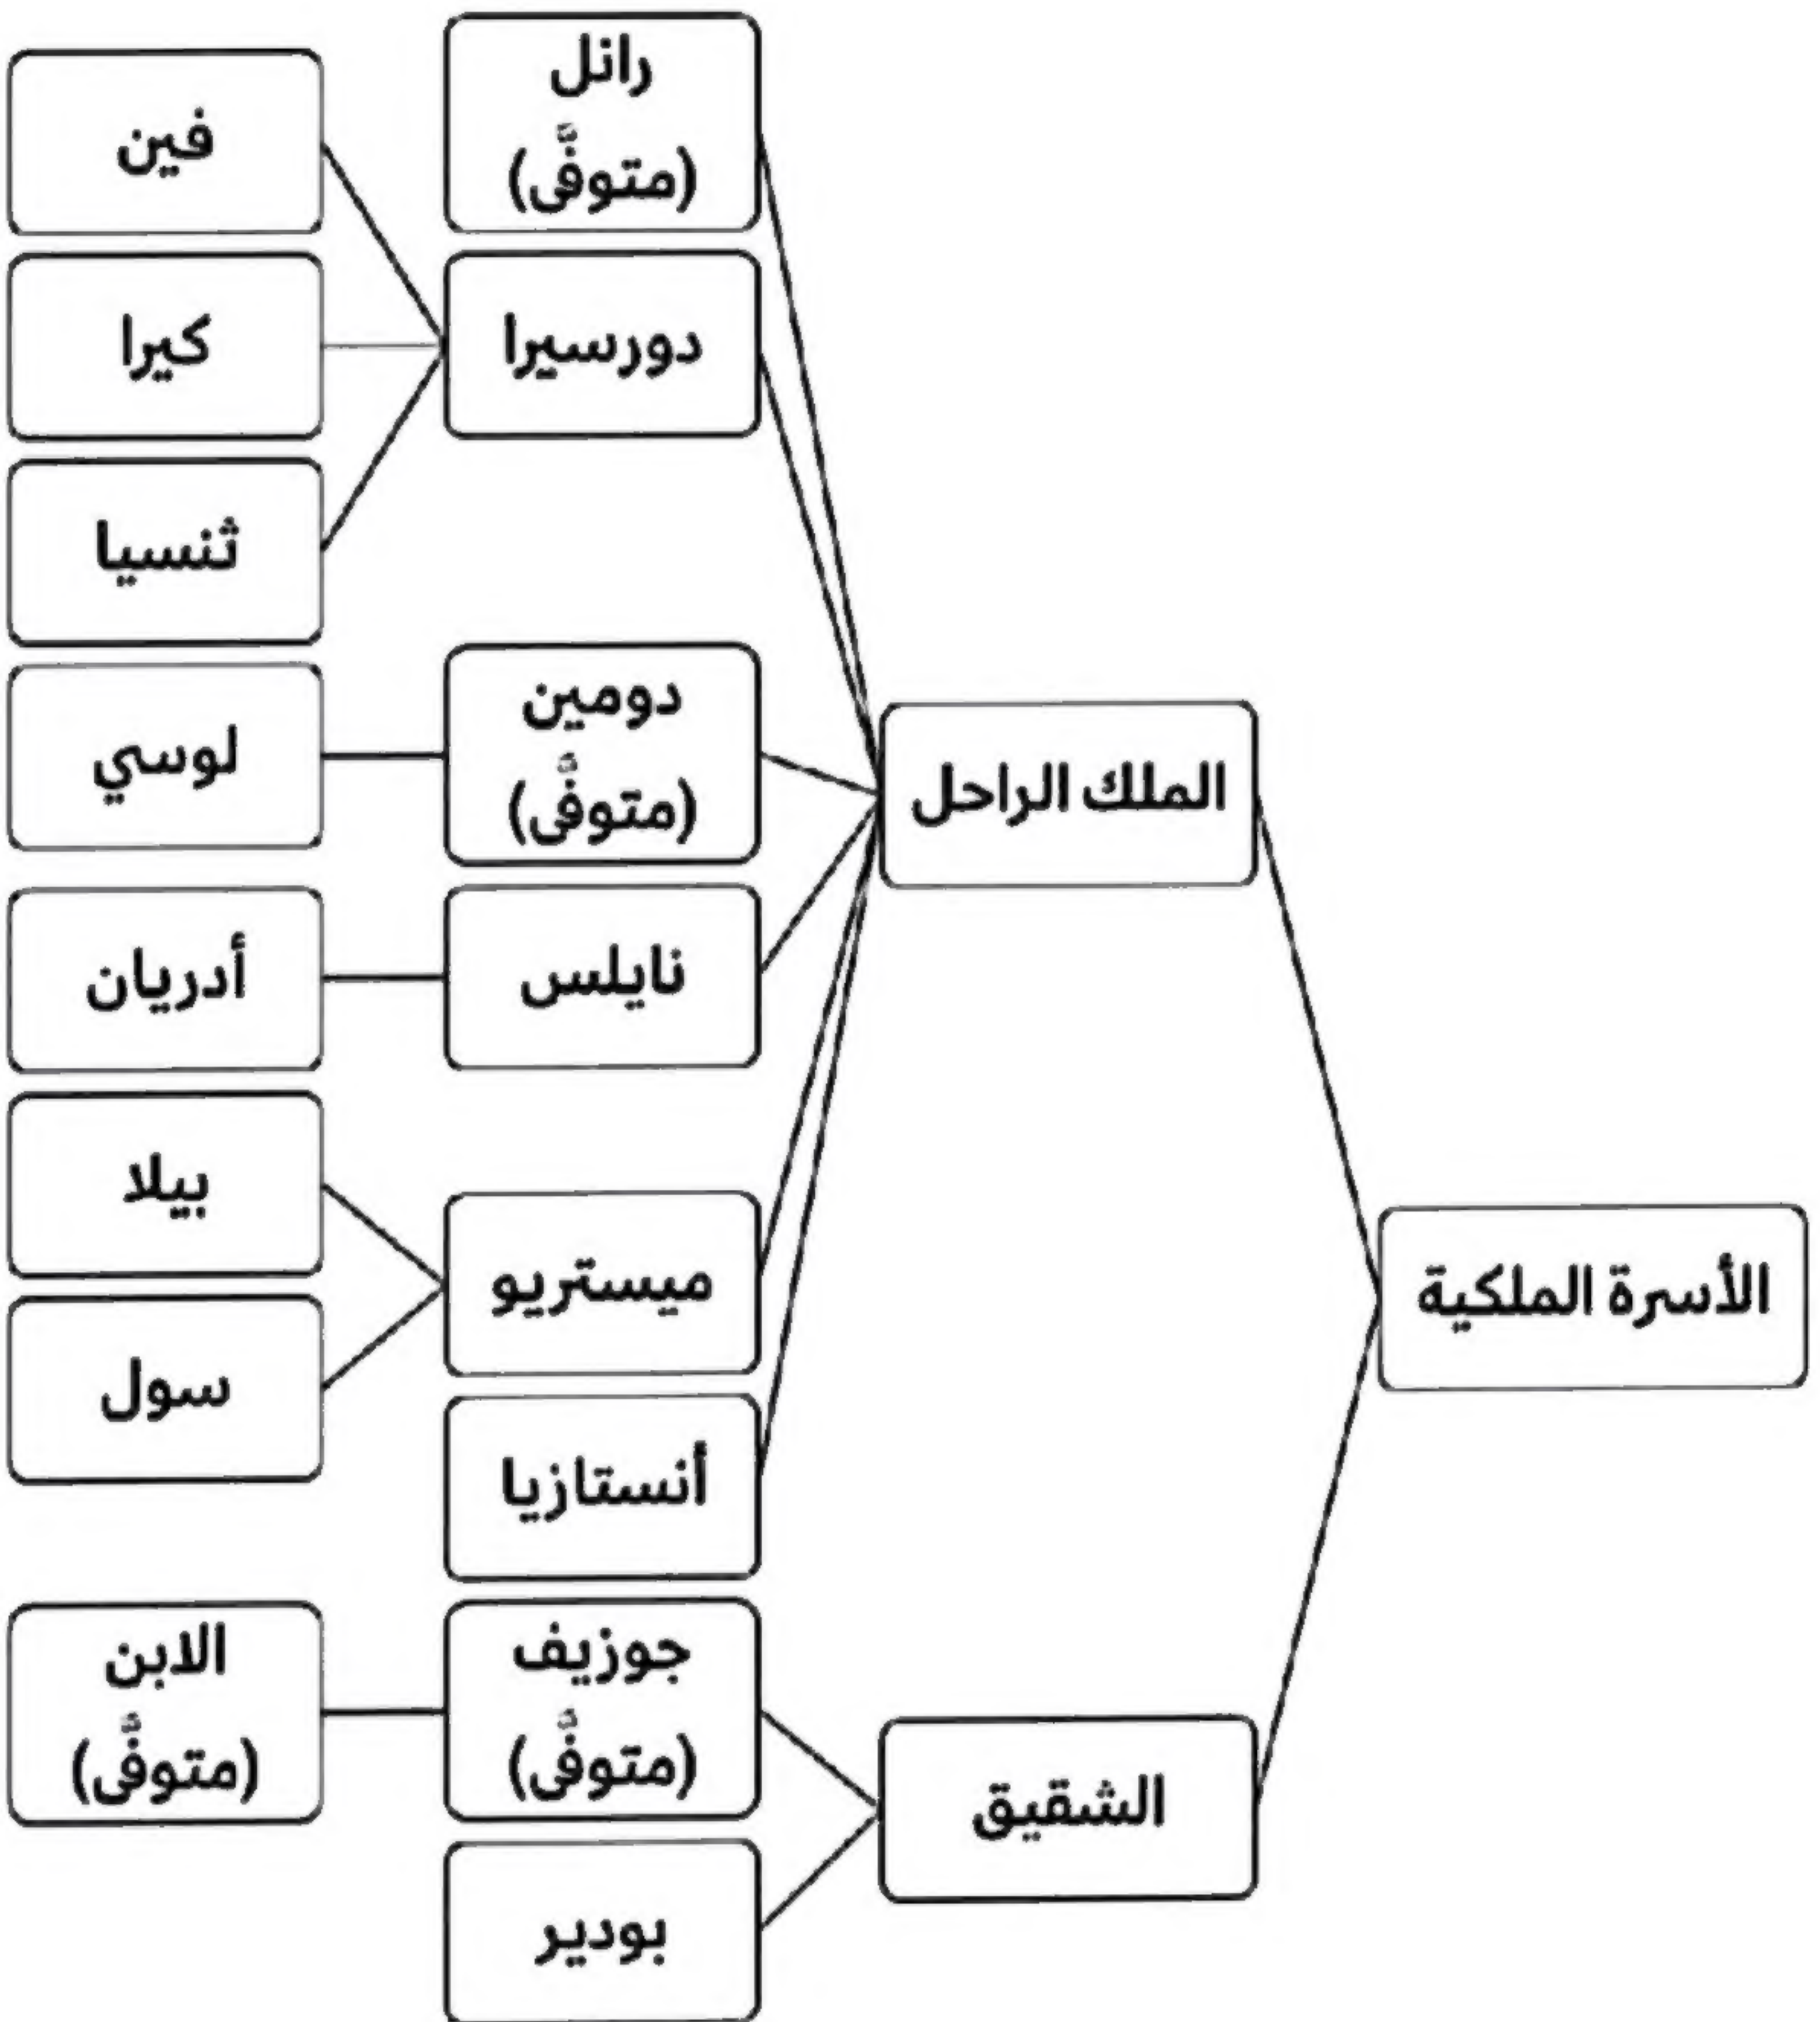 الأسرة الملكية
الملك الراحل
رانل
(متوفًّى)
دورسيرا
فين
كيرا
ثنسيا
دومين
(متوفًّى)
لوسي
نايلس
أدريان
ميستريو
بيلا
سول
أنستازيا
الشقيق
جوزيف
(متوفًّى)
الابن
(متوفًّى)
بودير